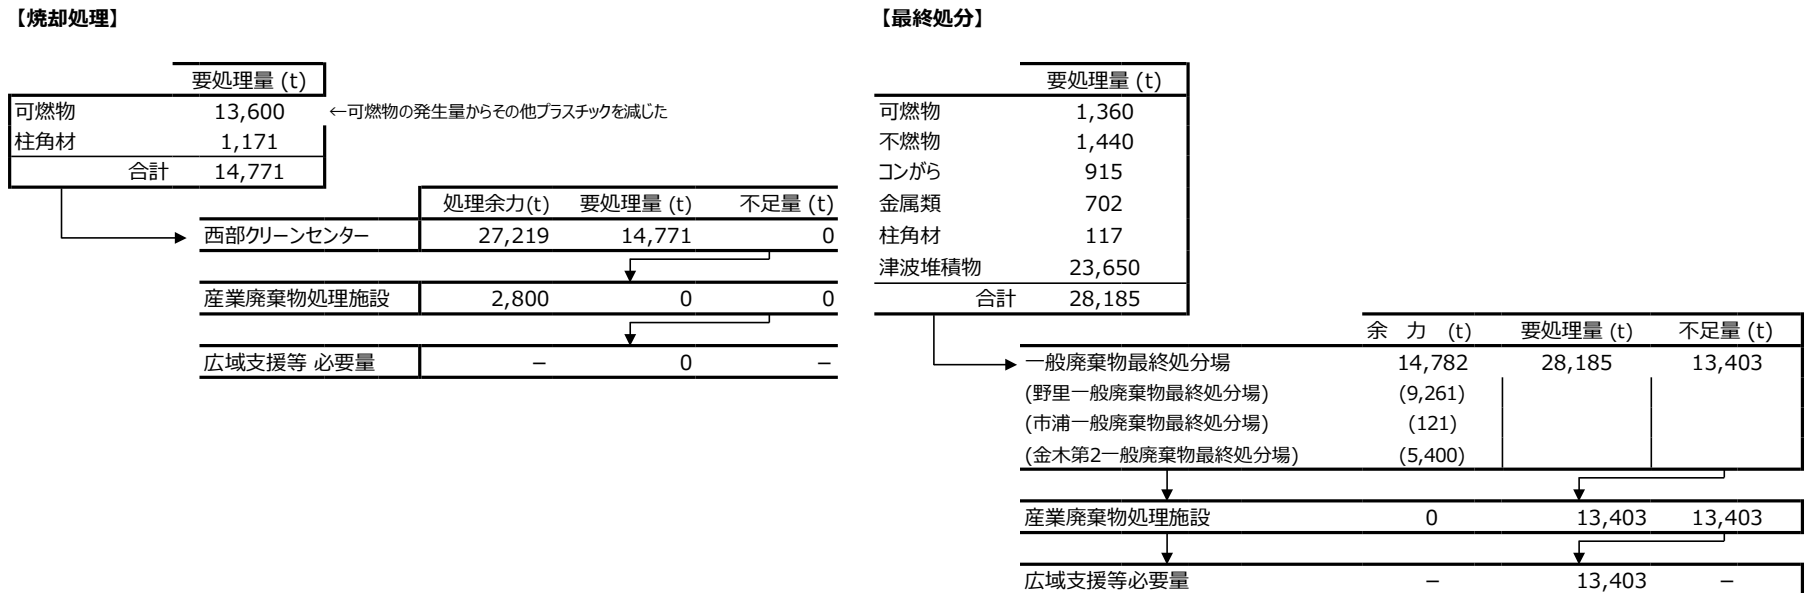 【焼却処理】
要処理量 (t)
可燃物 13,600 ←可燃物の発生量からその他プラスチックを減じた
柱角材 1,171
合計 14,771
処理余力(t) 要処理量 (t) 不足量 (t)
西部クリーンセンター 27,219 14,771 0
産業廃棄物処理施設 2,800 0 0
広域支援等 必要量 － 0 －
【最終処分】
要処理量 (t)
可燃物 1,360
不燃物 1,440
コンがら 915
金属類 702
柱角材 117
津波堆積物 23,650
合計 28,185
余 力 (t) 要処理量 (t) 不足量 (t)
一般廃棄物最終処分場 14,782 28,185 13,403
(野里一般廃棄物最終処分場) (9,261)
(市浦一般廃棄物最終処分場) (121)
(金木第2一般廃棄物最終処分場) (5,400)
産業廃棄物処理施設 0 13,403 13,403
広域支援等必要量 － 13,403 －